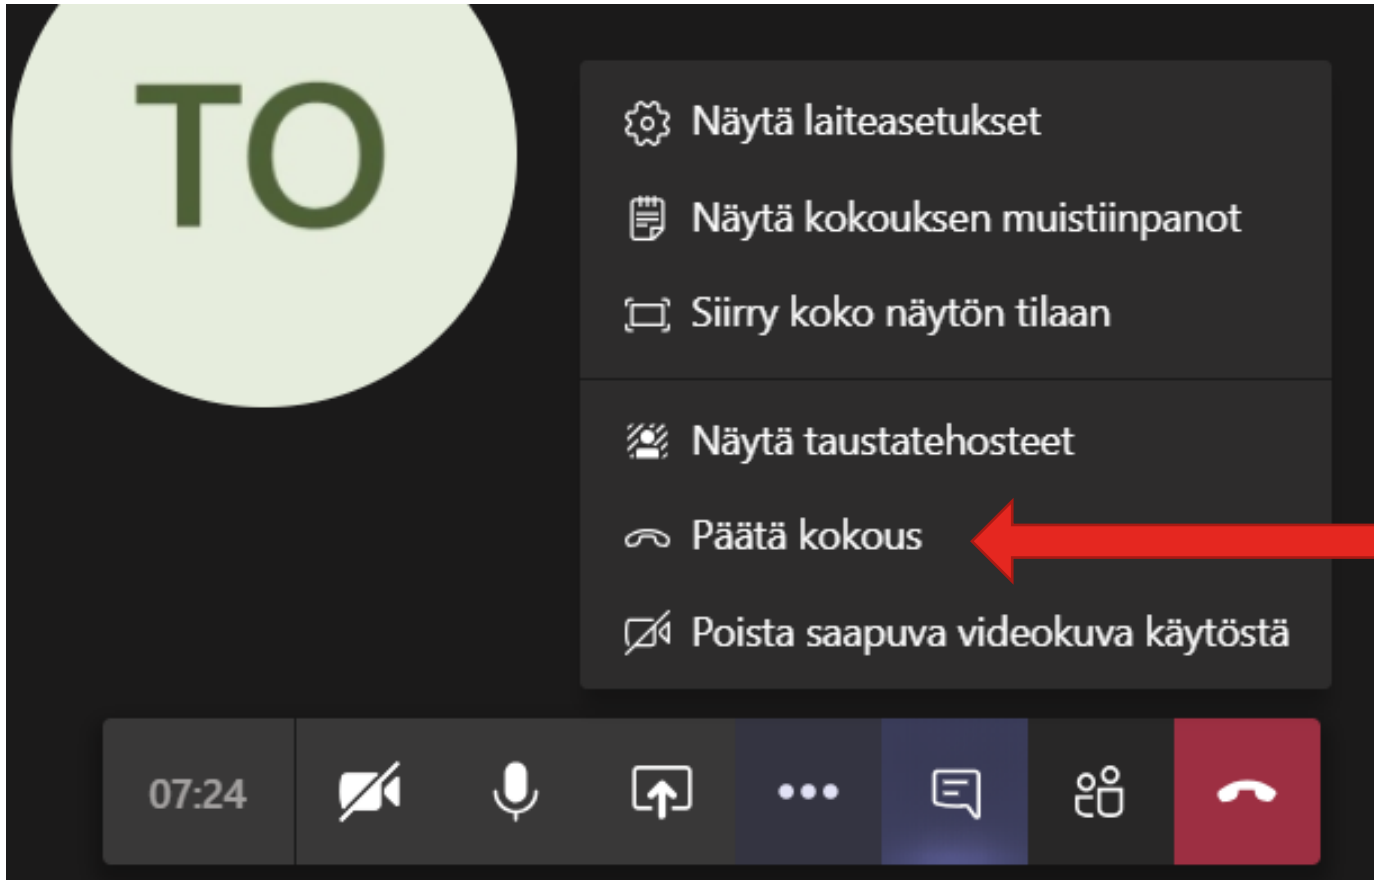 TO
Näytä laiteasetukset
Näytä kokouksen muistiinpanot
Siirry koko näytön tilaan
Näytä taustatehosteet
Päätä kokous
Poista saapuva videokuva käytöstä
07:24